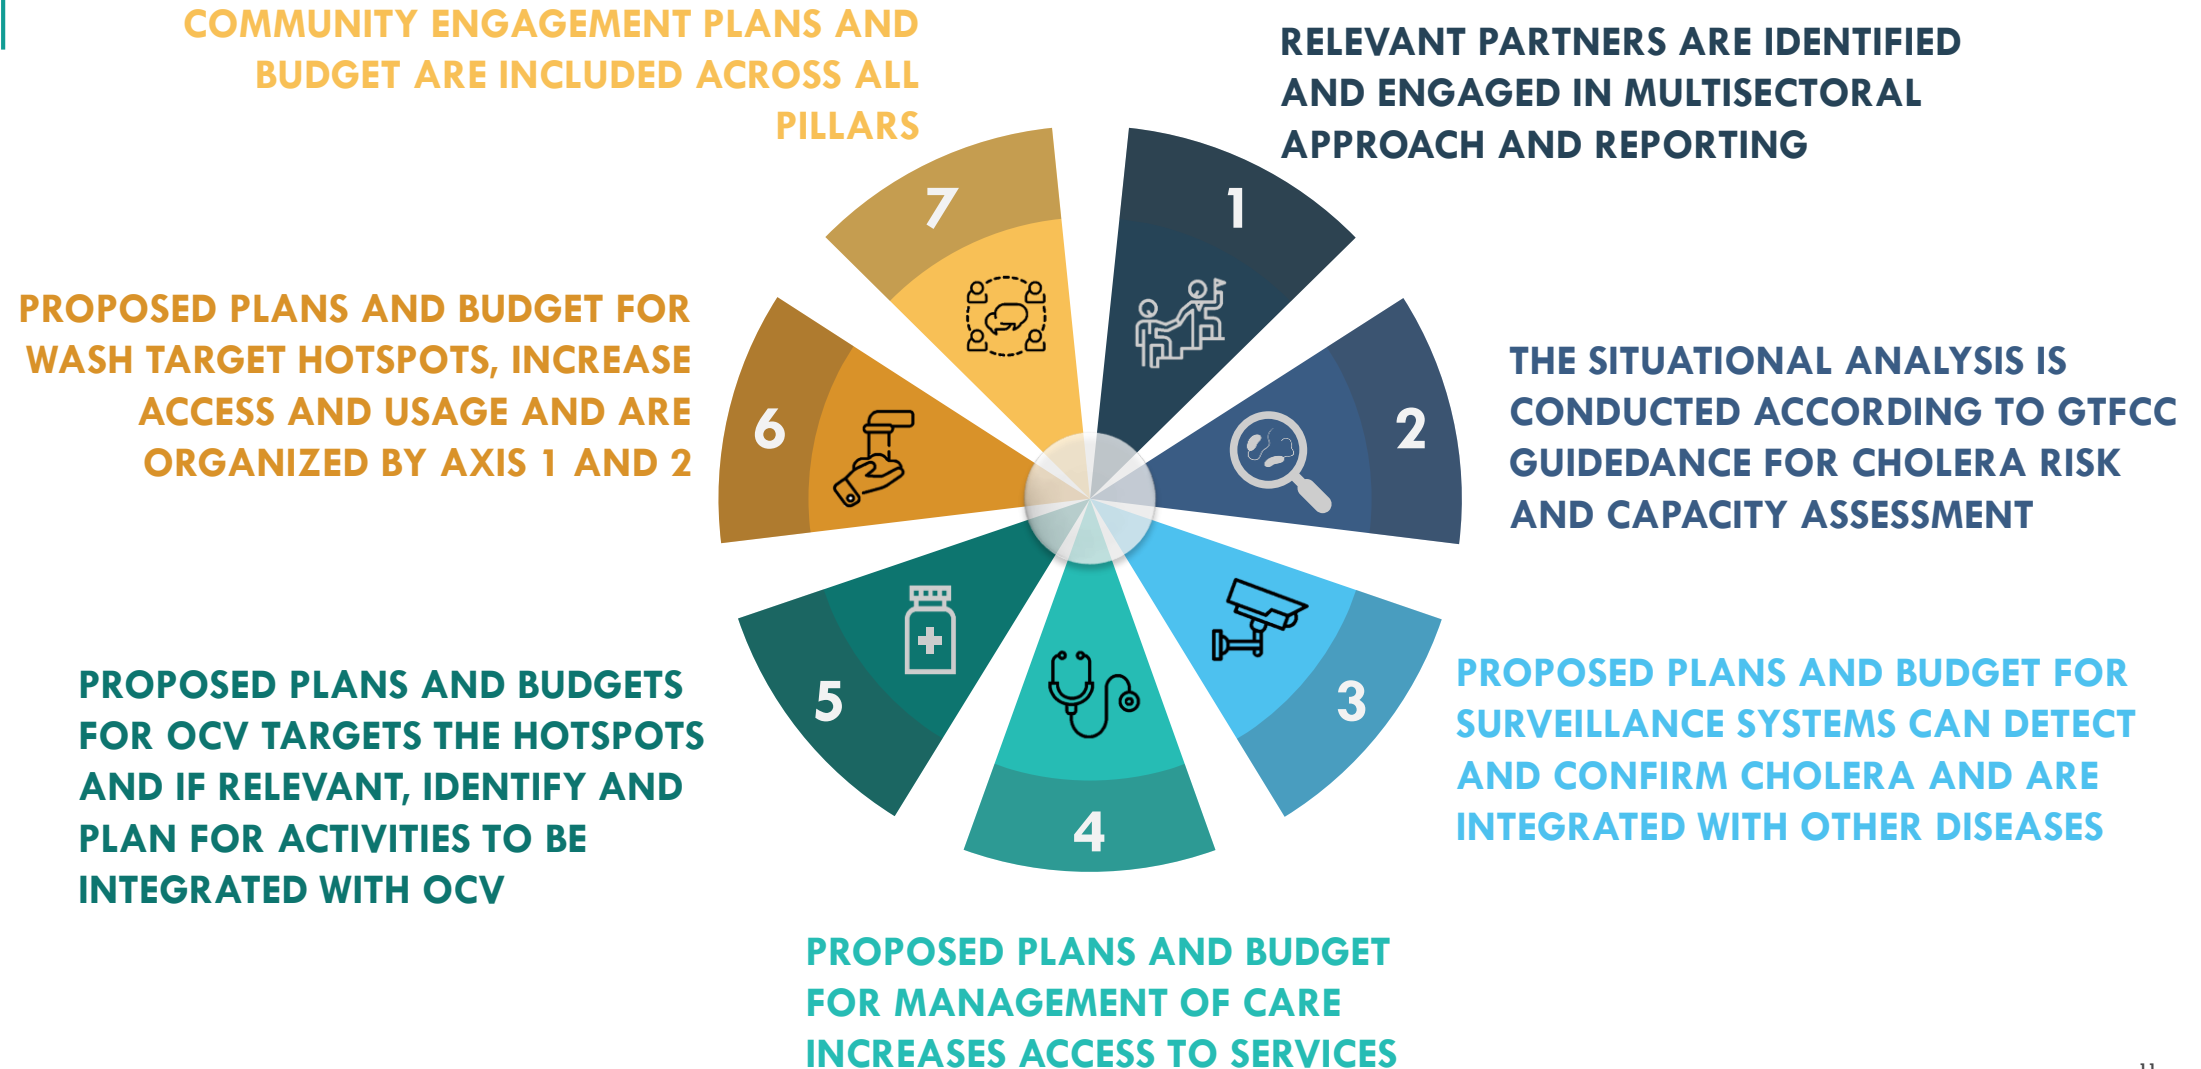 COMMUNITY ENGAGEMENT PLANS AND
BUDGET ARE INCLUDED ACROSS ALL
PILLARS
7
RELEVANT PARTNERS ARE IDENTIFIED
AND ENGAGED IN MULTISECTORAL
APPROACH AND REPORTING
1
THE SITUATIONAL ANALYSIS IS
CONDUCTED ACCORDING TO GTFCC
GUIDEDANCE FOR CHOLERA RISK
AND CAPACITY ASSESSMENT
2
PROPOSED PLANS AND BUDGET FOR
SURVEILLANCE SYSTEMS CAN DETECT
AND CONFIRM CHOLERA AND ARE
INTEGRATED WITH OTHER DISEASES
3
4
PROPOSED PLANS AND BUDGET
FOR MANAGEMENT OF CARE
INCREASES ACCESS TO SERVICES
5
PROPOSED PLANS AND BUDGETS
FOR OCV TARGETS THE HOTSPOTS
AND IF RELEVANT, IDENTIFY AND
PLAN FOR ACTIVITIES TO BE
INTEGRATED WITH OCV
6
PROPOSED PLANS AND BUDGET FOR
WASH TARGET HOTSPOTS, INCREASE
ACCESS AND USAGE AND ARE
ORGANIZED BY AXIS 1 AND 2